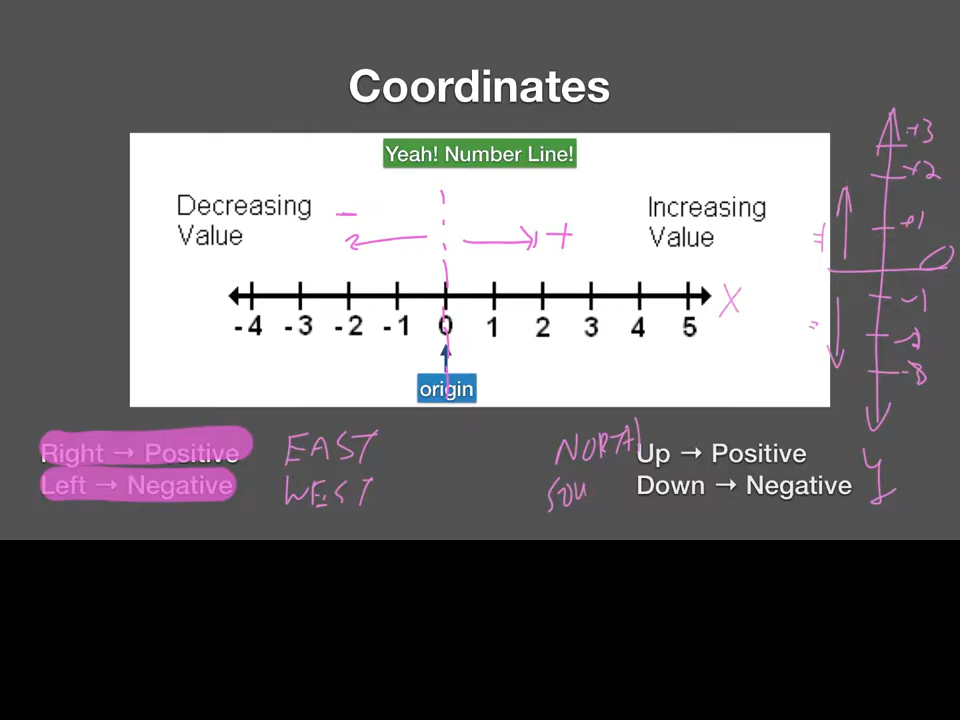 Coordinates
Yeah! Number Line!
Decreasing Value
Increasing Value
- +
X
-4 -3 -2 -1 0 1 2 3 4 5
origin
+3
+2
+1
0
-1
-2
-3
Y
Right → Positive EAST
Left → Negative WEST
NORTH Up → Positive
SOU Down → Negative